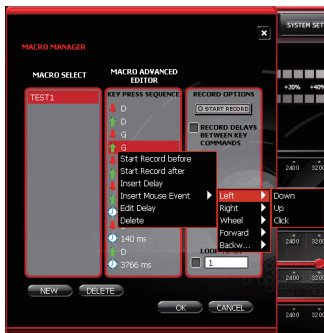 SYSTEM SET
MACRO MANAGER
MACRO SELECT
MACRO ADVANCED
EDITOR
TEST1
KEY PRESS SEQUENCE
D
D
G
G
Start Record before
Start Record after
Insert Delay
Insert Mouse Event
Edit Delay
Delete
140 ms
D
3766 ms
RECORD OPTIONS
START RECORD
RECORD DELAYS
BETWEEN KEY
COMMANDS
Left
Right
Wheel
Forward
Backw...
Down
Up
Click
LOOP
1
NEW
DELETE
OK
CANCEL
+20% +40%
2400 3200
2400 3200
2400 3200